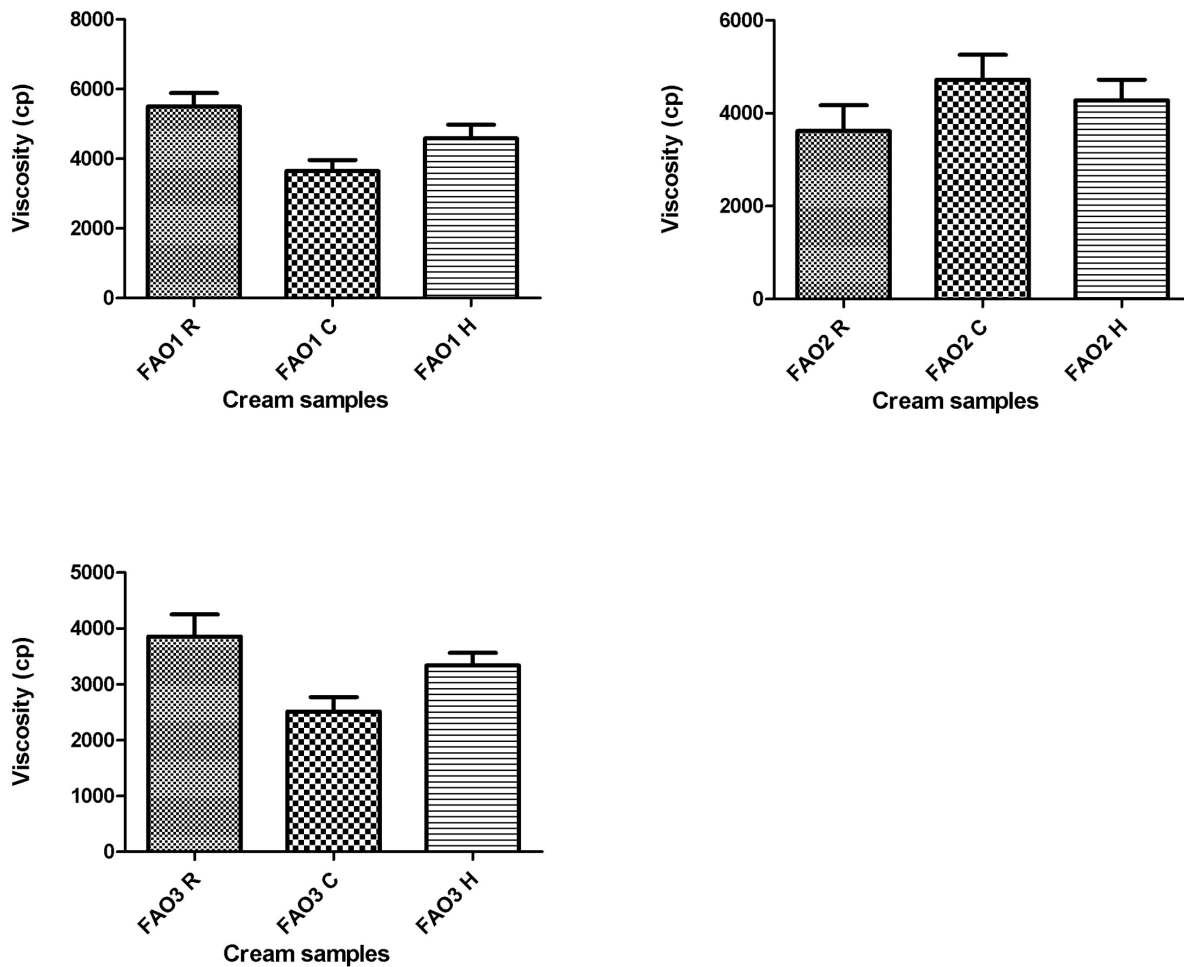 8000
6000
4000
2000
0
Viscosity (cp)
FAO1 R
FAO1 C
FAO1 H
Cream samples
6000
4000
2000
0
Viscosity (cp)
FAO2 R
FAO2 C
FAO2 H
Cream samples
5000
4000
3000
2000
1000
0
Viscosity (cp)
FAO3 R
FAO3 C
FAO3 H
Cream samples